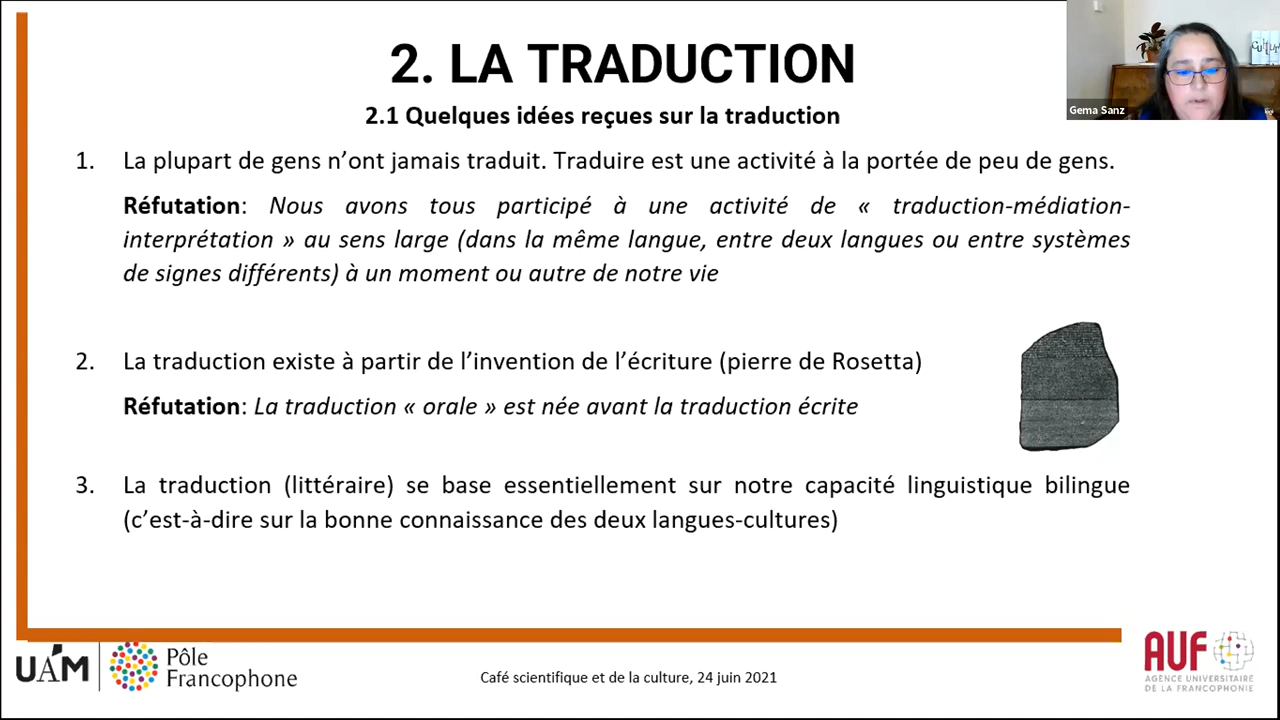 2. LA TRADUCTION
Gema Sanz
2.1 Quelques idées reçues sur la traduction
1. La plupart de gens n’ont jamais traduit. Traduire est une activité à la portée de peu de gens.
Réfutation: Nous avons tous participé à une activité de « traduction-médiation-
interprétation » au sens large (dans la même langue, entre deux langues ou entre systèmes
de signes différents) à un moment ou autre de notre vie
2. La traduction existe à partir de l’invention de l’écriture (pierre de Rosetta)
Réfutation: La traduction « orale » est née avant la traduction écrite
3. La traduction (littéraire) se base essentiellement sur notre capacité linguistique bilingue
(c’est-à-dire sur la bonne connaissance des deux langues-cultures)
UAM
Pôle
Francophone
Café scientifique et de la culture, 24 juin 2021
AUF
AGENCE UNIVERSITAIRE
DE LA FRANCOPHONIE